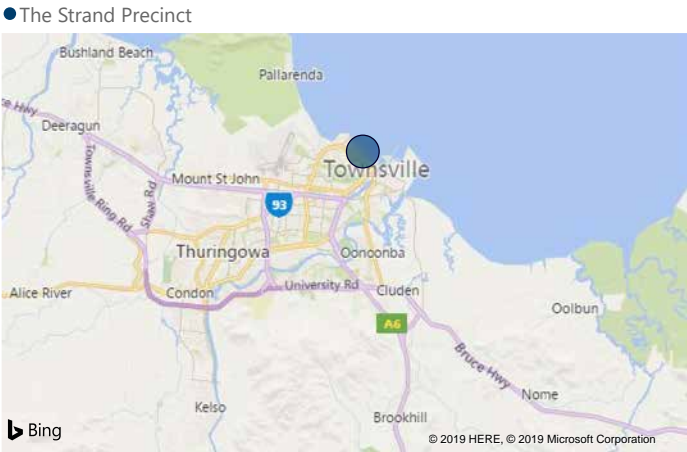 The Strand Precinct
Bushland Beach
Pallarenda
Hwy
Deeragun
Townsville
Mount St John
Townsville Ring Rd
Shaw Rd
93
Thuringowa
Oonoonba
Alice River
Condon
University Rd
Cluden
Oolbun
A6
Bruce Hwy
Nome
Kelso
Brookhill
Bing
© 2019 HERE, © 2019 Microsoft Corporation